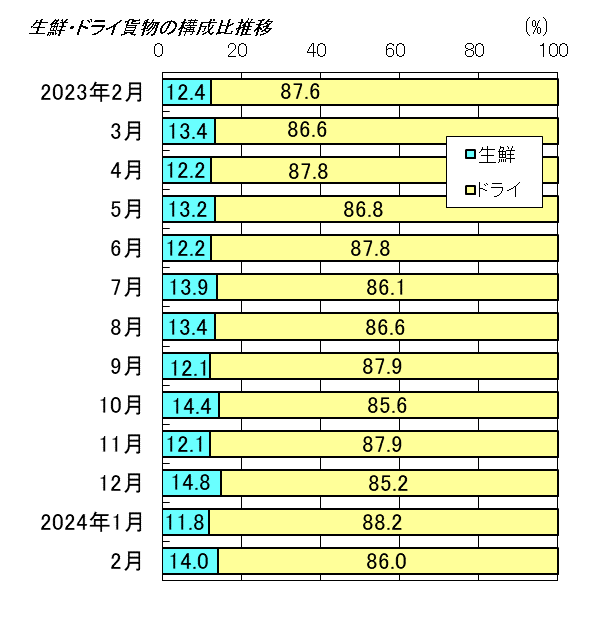 生鮮・ドライ貨物の構成比推移
(%)
0 20 40 60 80 100
2023年2月 12.4 87.6
3月 13.4 86.6
4月 12.2 87.8
5月 13.2 86.8
6月 12.2 87.8
7月 13.9 86.1
8月 13.4 86.6
9月 12.1 87.9
10月 14.4 85.6
11月 12.1 87.9
12月 14.8 85.2
2024年1月 11.8 88.2
2月 14.0 86.0
生鮮
ドライ